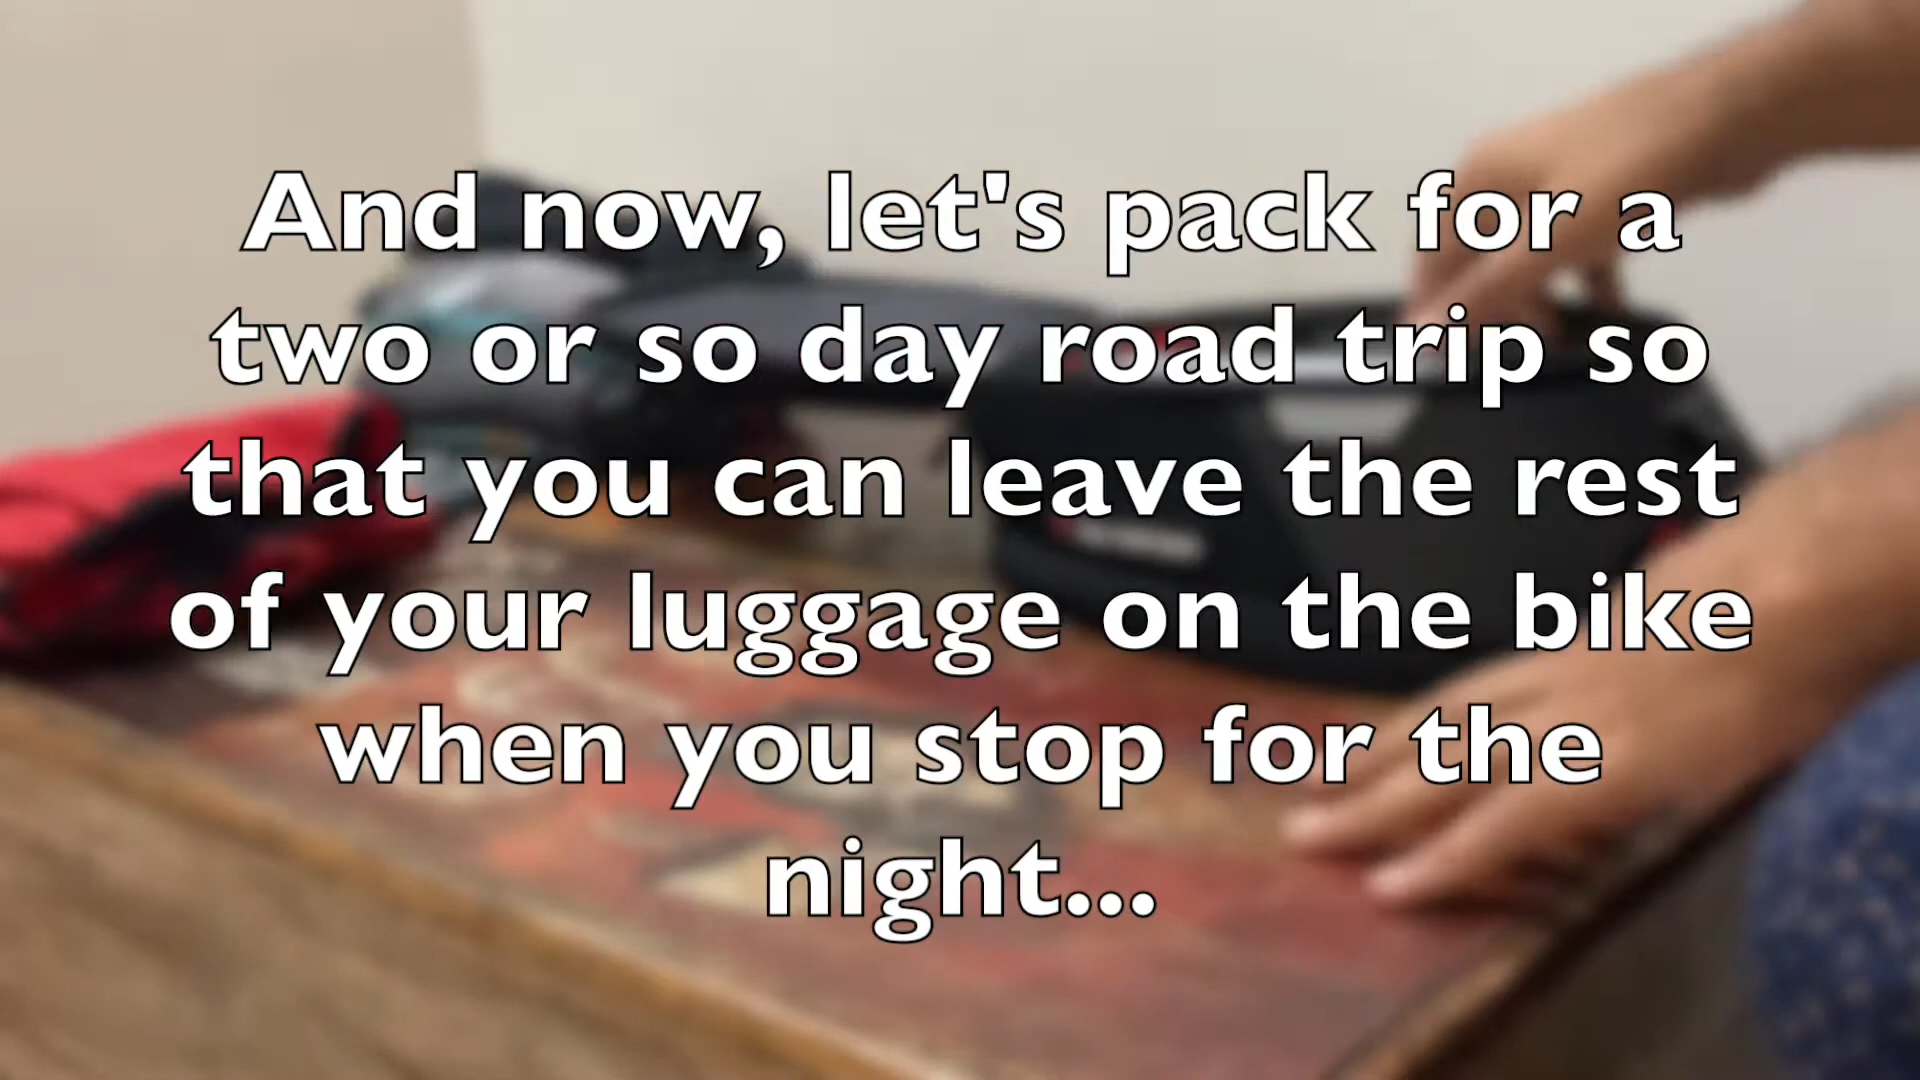 And now, let's pack for a
two or so day road trip so
that you can leave the rest
of your luggage on the bike
when you stop for the
night...